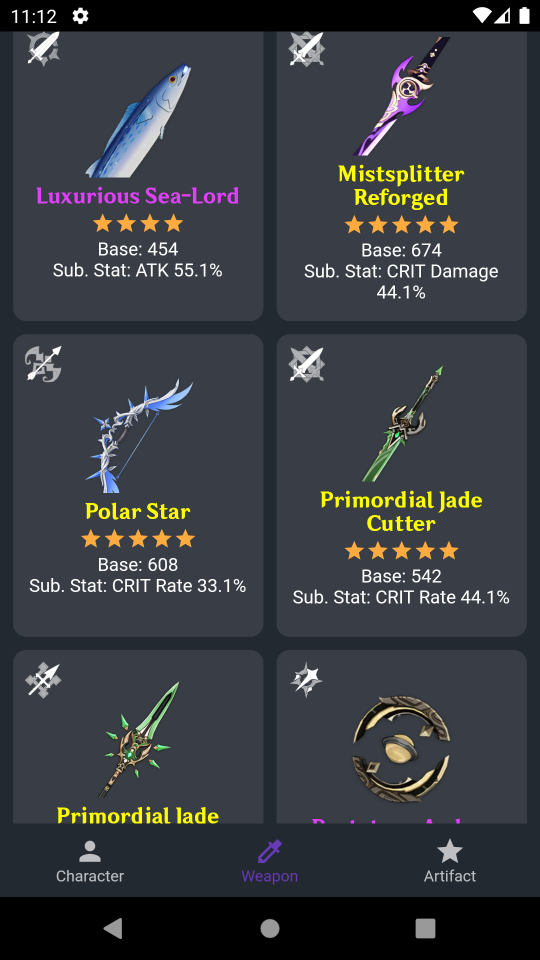 11:12
Luxurious Sea-Lord
Base: 454
Sub. Stat: ATK 55.1%
Mistsplitter
Reforged
Base: 674
Sub. Stat: CRIT Damage
44.1%
Polar Star
Base: 608
Sub. Stat: CRIT Rate 33.1%
Primordial Jade
Cutter
Base: 542
Sub. Stat: CRIT Rate 44.1%
Primordial Jade
Character
Weapon
Artifact